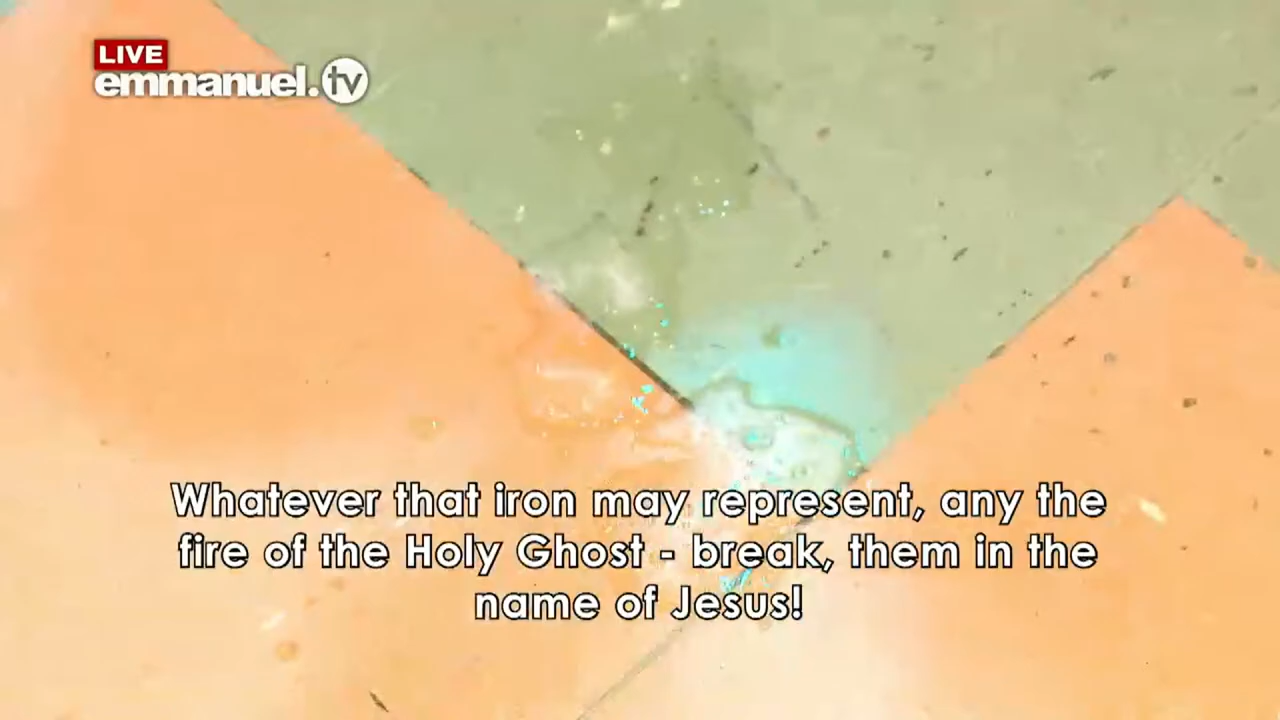 LIVE
emmanuel.tv
Whatever that iron may represent, any the
fire of the Holy Ghost - break, them in the
name of Jesus!